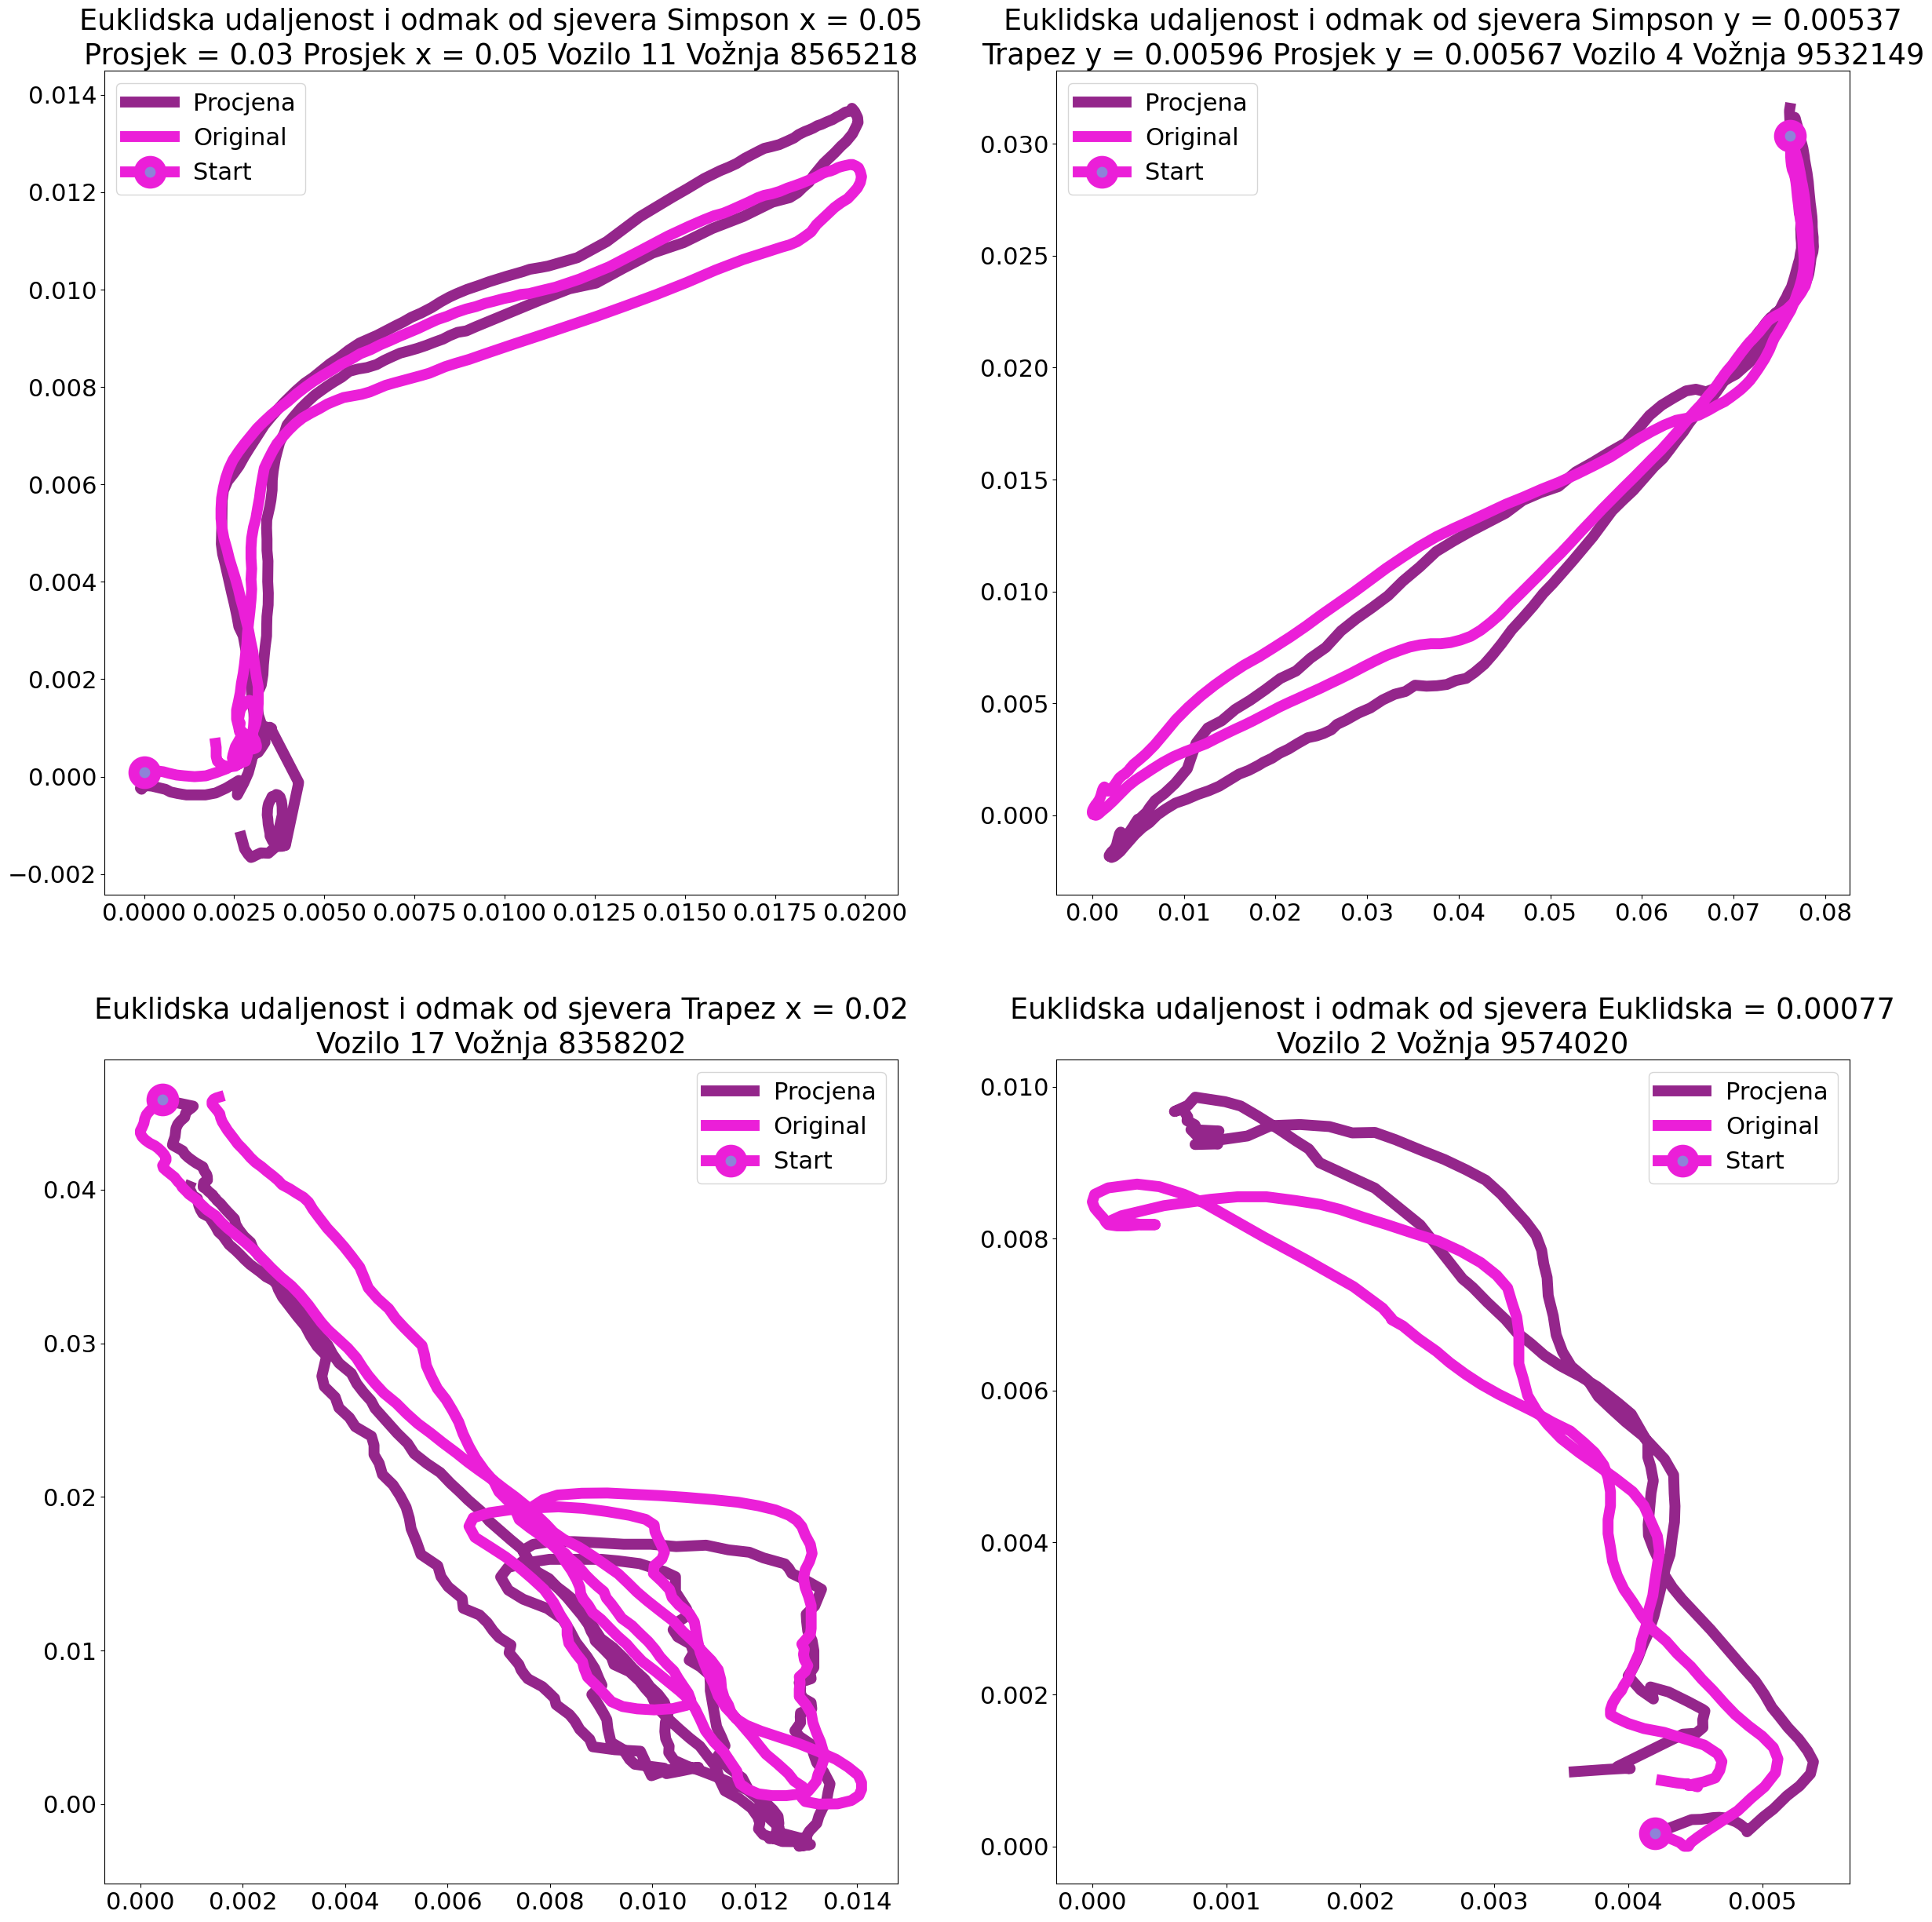 Euklidska udaljenost i odmak od sjevera Simpson x = 0.05
Prosjek = 0.03 Prosjek x = 0.05 Vozilo 11 Vožnja 8565218
Procjena
Original
Start
0.014
0.012
0.010
0.008
0.006
0.004
0.002
0.000
−0.002
0.0000 0.0025 0.0050 0.0075 0.0100 0.0125 0.0150 0.0175 0.0200
Euklidska udaljenost i odmak od sjevera Simpson y = 0.00537
Trapez y = 0.00596 Prosjek y = 0.00567 Vozilo 4 Vožnja 9532149
Procjena
Original
Start
0.030
0.025
0.020
0.015
0.010
0.005
0.000
0.00 0.01 0.02 0.03 0.04 0.05 0.06 0.07 0.08
Euklidska udaljenost i odmak od sjevera Trapez x = 0.02
Vozilo 17 Vožnja 8358202
Procjena
Original
Start
0.04
0.03
0.02
0.01
0.00
0.000 0.002 0.004 0.006 0.008 0.010 0.012 0.014
Euklidska udaljenost i odmak od sjevera Euklidska = 0.00077
Vozilo 2 Vožnja 9574020
Procjena
Original
Start
0.010
0.008
0.006
0.004
0.002
0.000
0.000 0.001 0.002 0.003 0.004 0.005